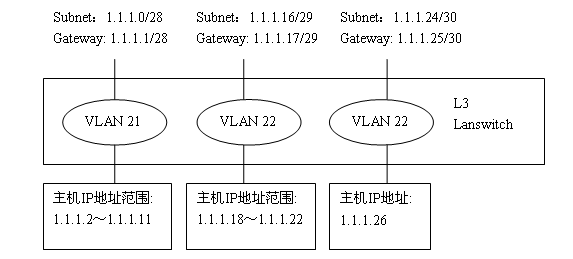 Subnet: 1.1.1.0/28
Gateway: 1.1.1.1/28
Subnet: 1.1.1.16/29
Gateway: 1.1.1.17/29
Subnet: 1.1.1.24/30
Gateway: 1.1.1.25/30
VLAN 21
VLAN 22
VLAN 22
L3
Lanswitch
主机IP地址范围:
1.1.1.2～1.1.1.11
主机IP地址范围:
1.1.1.18～1.1.1.22
主机IP地址:
1.1.1.26